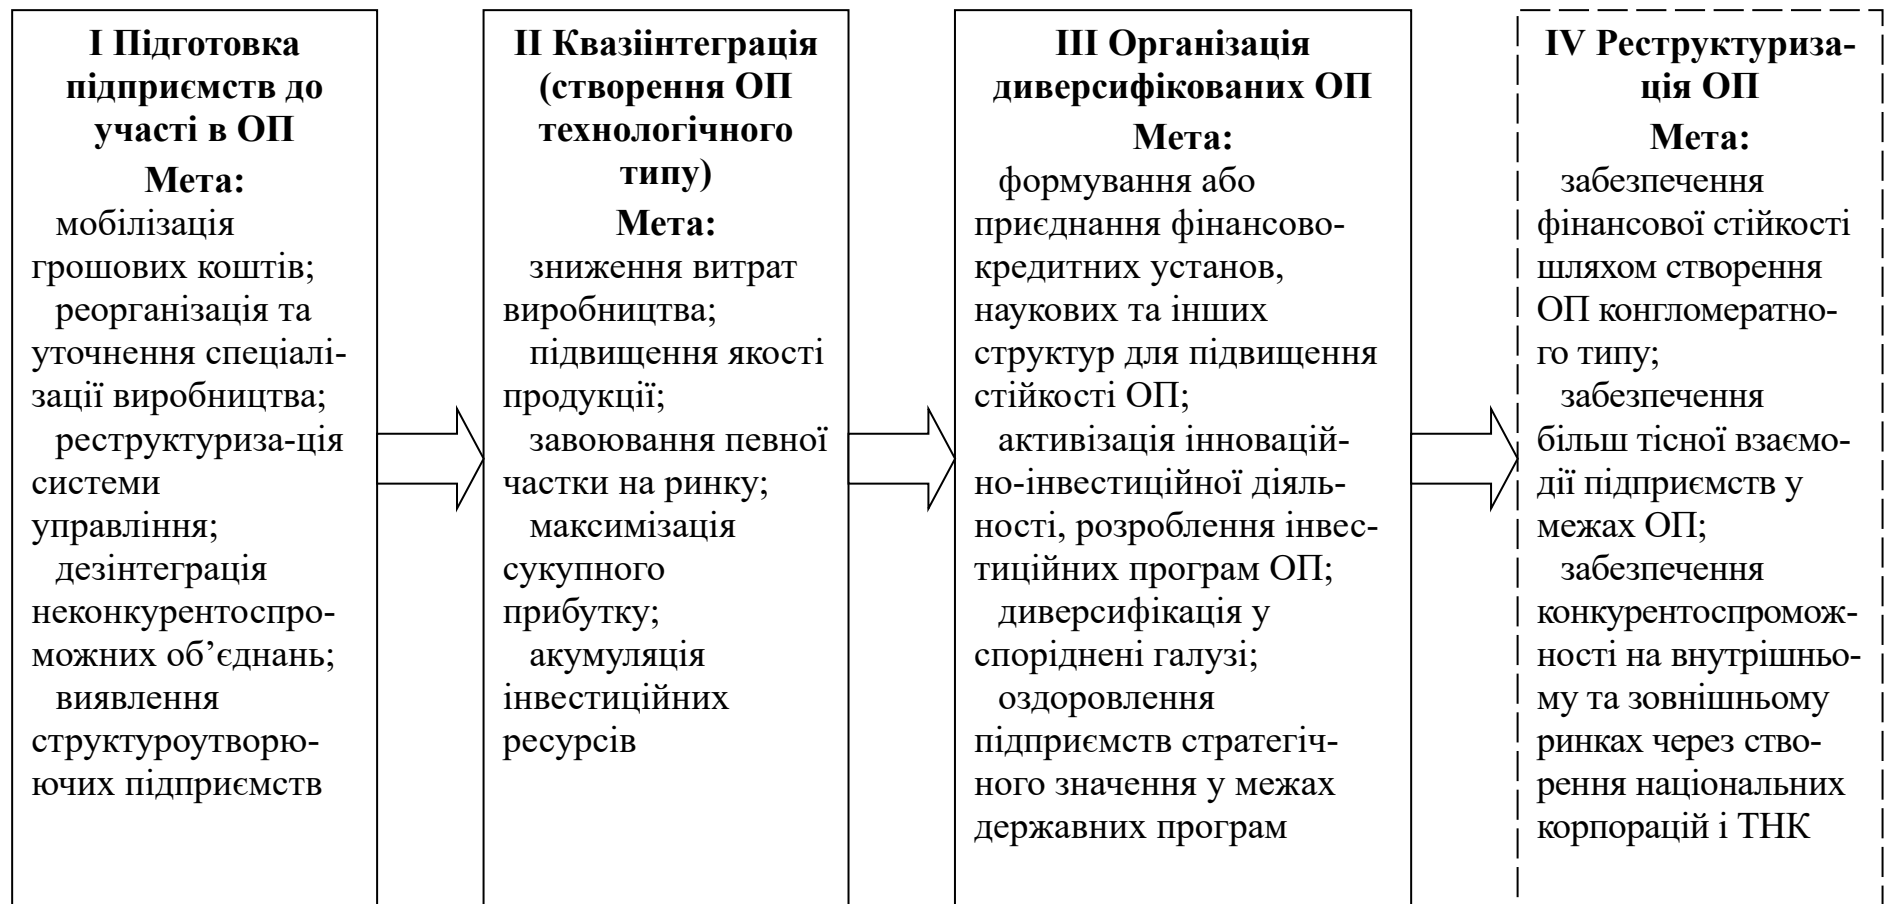 I Підготовка
підприємств до
участі в ОП
Мета:
мобілізація
грошових коштів;
реорганізація та
уточнення спеціалі-
зації виробництва;
реструктуриза-ція
системи
управління;
дезінтеграція
неконкурентоспро-
можних об’єднань;
виявлення
структуроутворю-
ючих підприємств
II Квазіінтеграція
(створення ОП
технологічного
типу)
Мета:
зниження витрат
виробництва;
підвищення якості
продукції;
завоювання певної
частки на ринку;
максимізація
сукупного
прибутку;
акумуляція
інвестиційних
ресурсів
III Організація
диверсифікованих ОП
Мета:
формування або
приєднання фінансово-
кредитних установ,
наукових та інших
структур для підвищення
стійкості ОП;
активізація інновацій-
но-інвестиційної діяль-
ності, розроблення інвес-
тиційних програм ОП;
диверсифікація у
споріднені галузі;
оздоровлення
підприємств стратегіч-
ного значення у межах
державних програм
IV Реструктуриза-
ція ОП
Мета:
забезпечення
фінансової стійкості
шляхом створення
ОП конгломератно-
го типу;
забезпечення
більш тісної взаємо-
дії підприємств у
межах ОП;
забезпечення
конкурентоспромож-
ності на внутрішньо-
му та зовнішньому
ринках через ство-
рення національних
корпорацій і ТНК